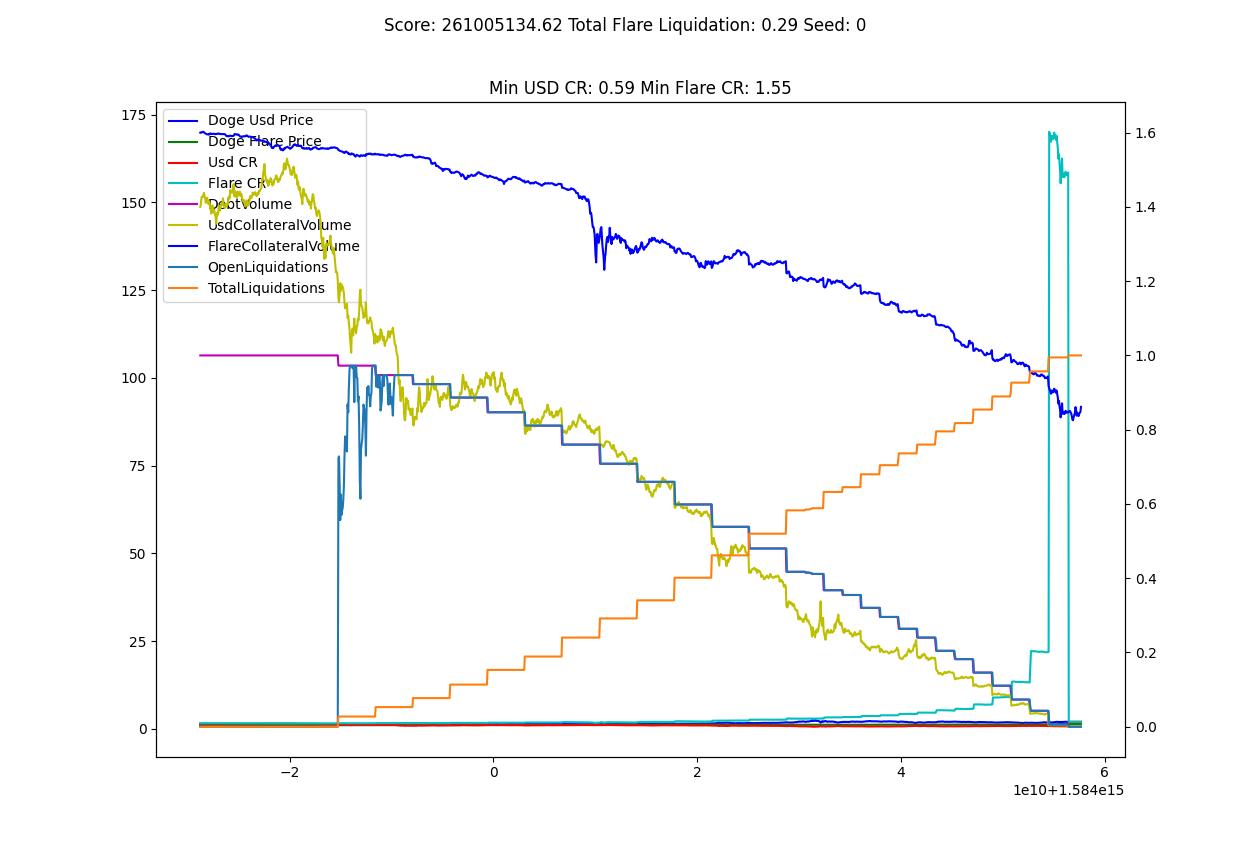 Score: 261005134.62 Total Flare Liquidation: 0.29 Seed: 0
Min USD CR: 0.59 Min Flare CR: 1.55
Doge Usd Price
Doge Flare Price
Usd CR
Flare CR
DebtVolume
UsdCollateralVolume
FlareCollateralVolume
OpenLiquidations
TotalLiquidations
175
150
125
100
75
50
25
0
1.6
1.4
1.2
1.0
0.8
0.6
0.4
0.2
0.0
−2 0 2 4 6
1e10+1.584e15